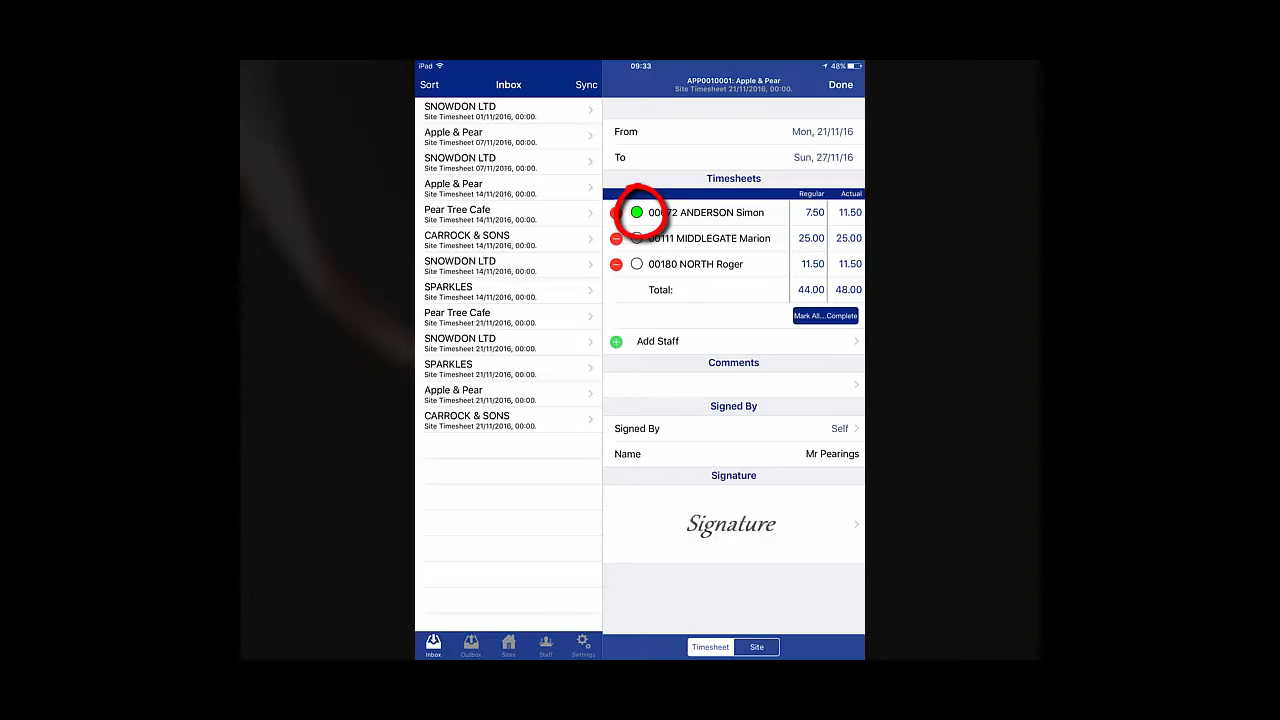 iPad 09:33 48%
Sort Inbox Sync
APP0010001: Apple & Pear
Site Timesheet 21/11/2016, 00:00.
Done
SNOWDON LTD
Site Timesheet 01/11/2016, 00:00.
Apple & Pear
Site Timesheet 07/11/2016, 00:00.
SNOWDON LTD
Site Timesheet 07/11/2016, 00:00.
Apple & Pear
Site Timesheet 14/11/2016, 00:00.
Pear Tree Cafe
Site Timesheet 14/11/2016, 00:00.
CARROCK & SONS
Site Timesheet 14/11/2016, 00:00.
SNOWDON LTD
Site Timesheet 14/11/2016, 00:00.
SPARKLES
Site Timesheet 14/11/2016, 00:00.
Pear Tree Cafe
Site Timesheet 21/11/2016, 00:00.
SNOWDON LTD
Site Timesheet 21/11/2016, 00:00.
SPARKLES
Site Timesheet 21/11/2016, 00:00.
Apple & Pear
Site Timesheet 21/11/2016, 00:00.
CARROCK & SONS
Site Timesheet 21/11/2016, 00:00.
Inbox Outbox Sites Staff Settings
From Mon, 21/11/16
To Sun, 27/11/16
Timesheets
Regular Actual
ANDERSON Simon 7.50 11.50
00111 MIDDLEGATE Marion 25.00 25.00
00180 NORTH Roger 11.50 11.50
Total: 44.00 48.00
Mark All...Complete
Add Staff
Comments
Signed By
Signed By Self
Name Mr Pearings
Signature
Signature
Timesheet Site